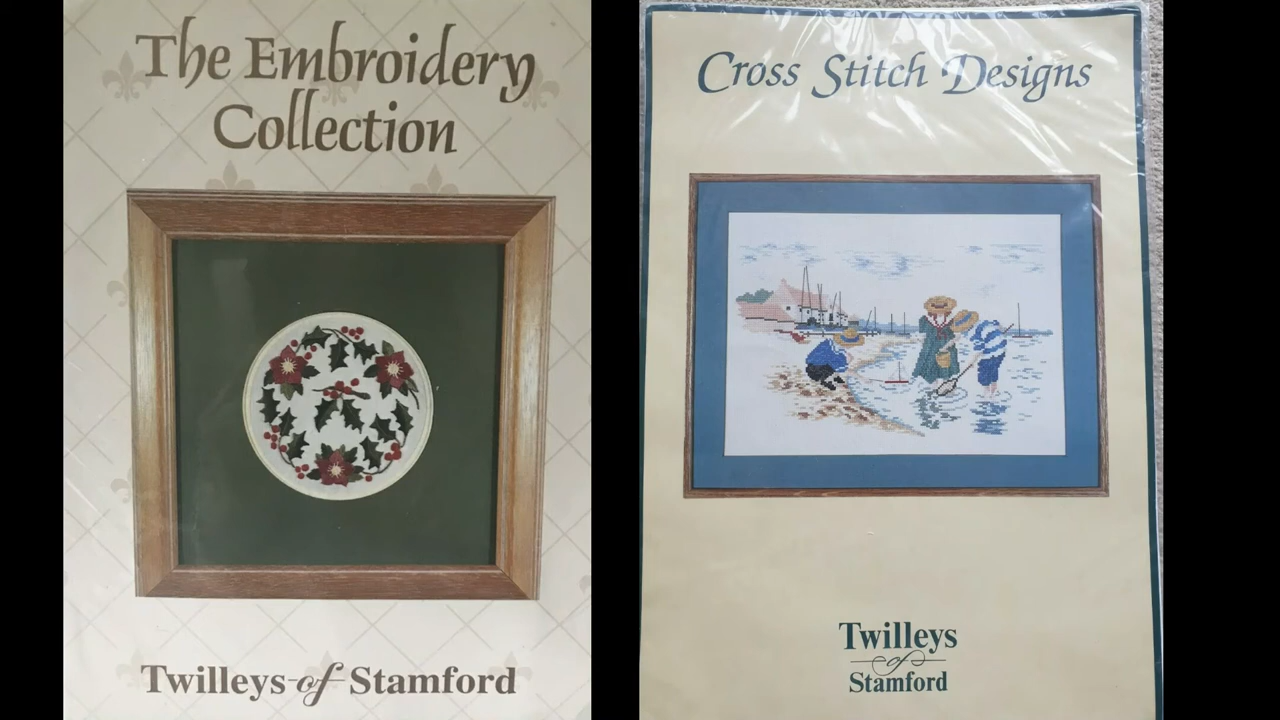 The Embroidery
Collection
Twilleys of Stamford
Cross Stitch Designs
Twilleys
of
Stamford